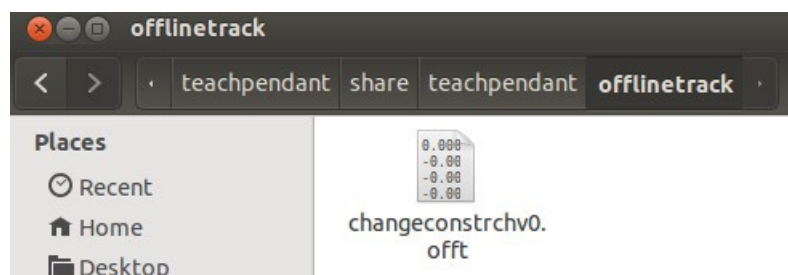 offlinetrack
teachpendant share teachpendant offlinetrack
Places
Recent
Home
Desktop
0.000
-0.00
-0.00
-0.00
changeconstrchv0.
offt